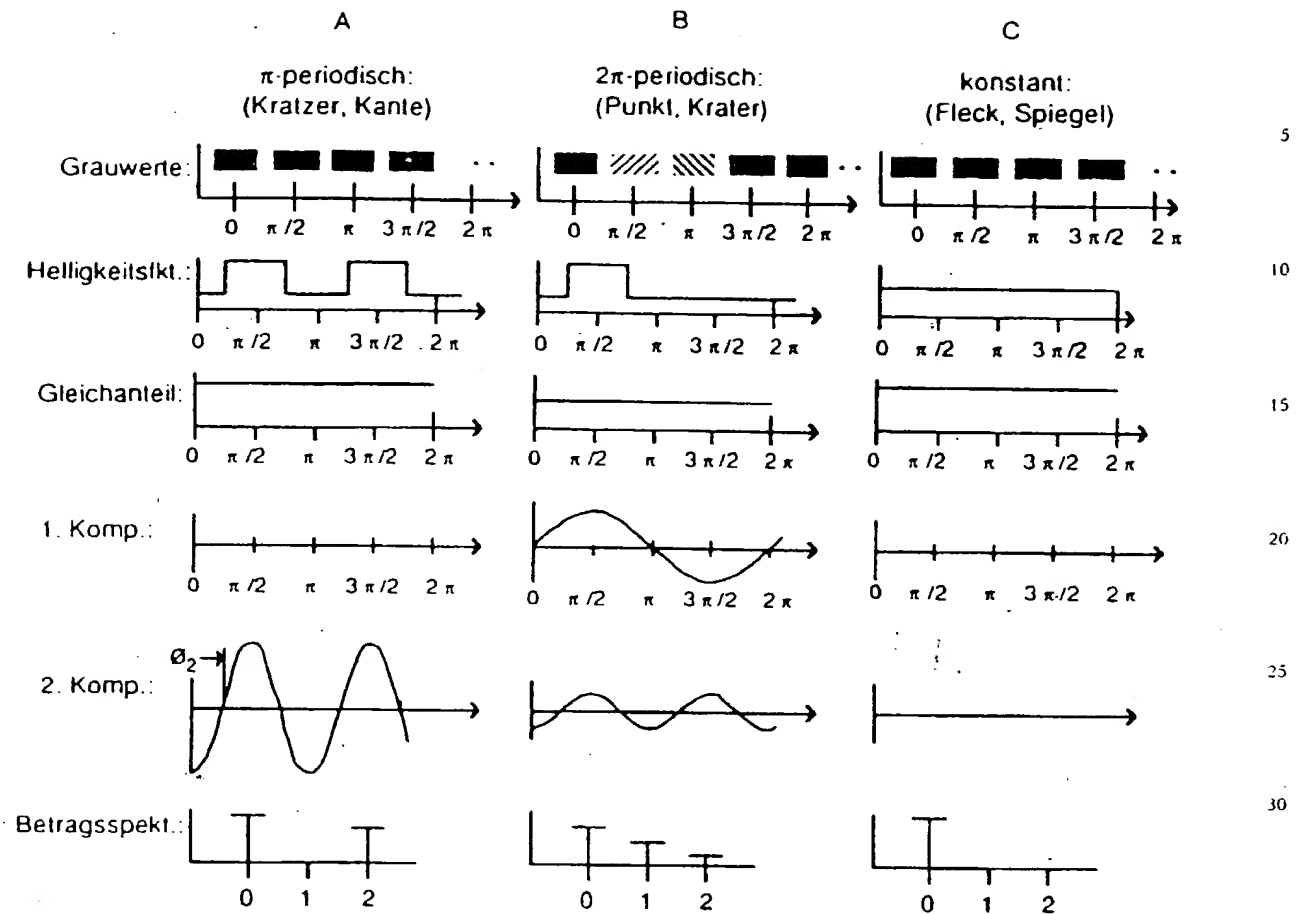 A B C
π-periodisch: 2π-periodisch: konstant:
(Kratzer, Kante) (Punkt, Krater) (Fleck, Spiegel)
5
Grauwerte: .. .. ..
0 π/2 π 3π/2 2π 0 π/2 π 3π/2 2π 0 π/2 π 3π/2 2π
Helligkeitsfkt.: 10
0 π/2 π 3π/2 2π 0 π/2 π 3π/2 2π 0 π/2 π 3π/2 2π
Gleichanteil: 15
0 π/2 π 3π/2 2π 0 π/2 π 3π/2 2π 0 π/2 π 3π/2 2π
1. Komp.: 20
0 π/2 π 3π/2 2π 0 π/2 π 3π/2 2π 0 π/2 π 3π/2 2π
Ø2
2. Komp.: 25
30
Betragsspekt.:
0 1 2 0 1 2 0 1 2